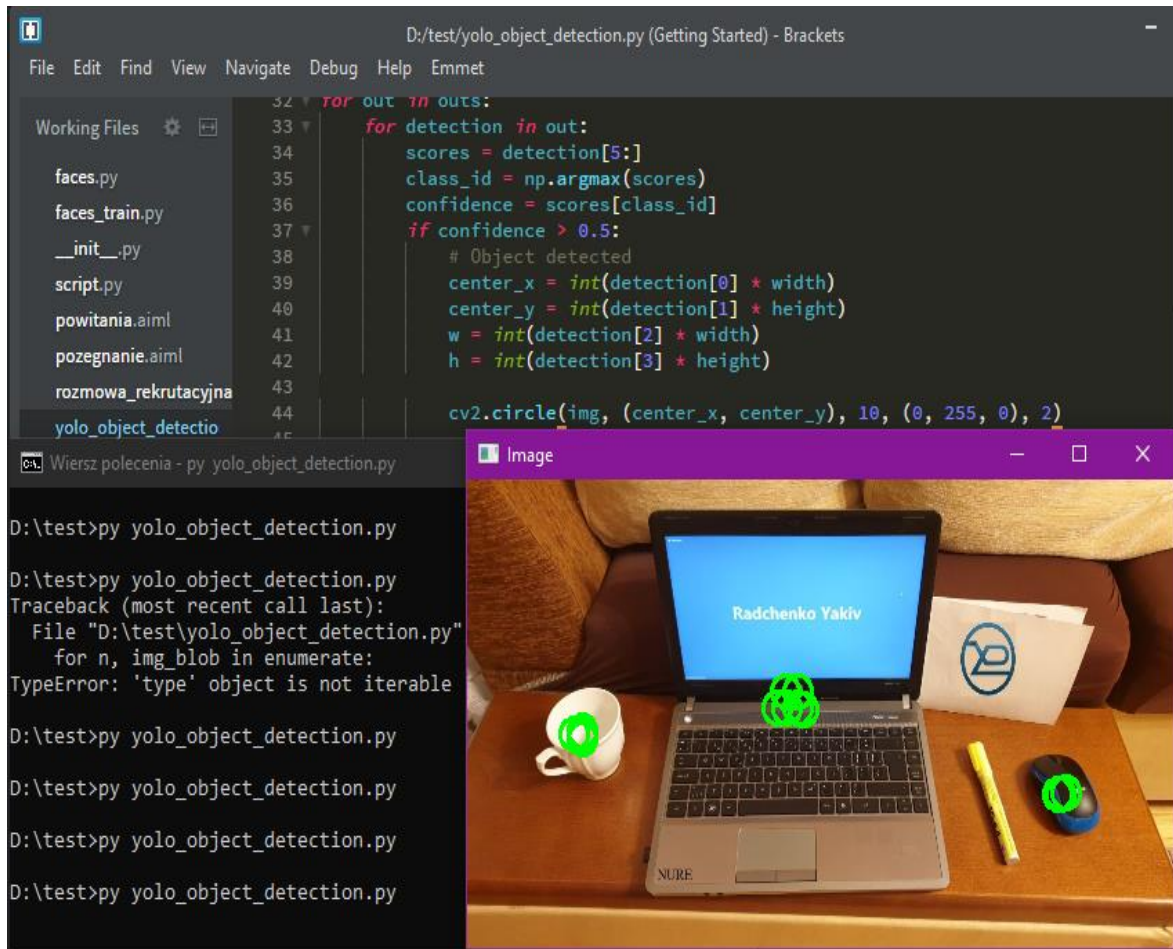 D:/test/yolo_object_detection.py (Getting Started) - Brackets
File Edit Find View Navigate Debug Help Emmet
Working Files
faces.py
faces_train.py
__init__.py
script.py
powitania.aiml
pozegnanie.aiml
rozmowa_rekrutacyjna
yolo_object_detectio
32 for out in outs:
33 for detection in out:
34 scores = detection[5:]
35 class_id = np.argmax(scores)
36 confidence = scores[class_id]
37 if confidence > 0.5:
38 # Object detected
39 center_x = int(detection[0] * width)
40 center_y = int(detection[1] * height)
41 w = int(detection[2] * width)
42 h = int(detection[3] * height)
43
44 cv2.circle(img, (center_x, center_y), 10, (0, 255, 0), 2)
45
Wiersz polecenia - py yolo_object_detection.py
D:\test>py yolo_object_detection.py
D:\test>py yolo_object_detection.py
Traceback (most recent call last):
File "D:\test\yolo_object_detection.py"
for n, img_blob in enumerate:
TypeError: 'type' object is not iterable
D:\test>py yolo_object_detection.py
D:\test>py yolo_object_detection.py
D:\test>py yolo_object_detection.py
D:\test>py yolo_object_detection.py
Image
Radchenko Yakiv
NURE